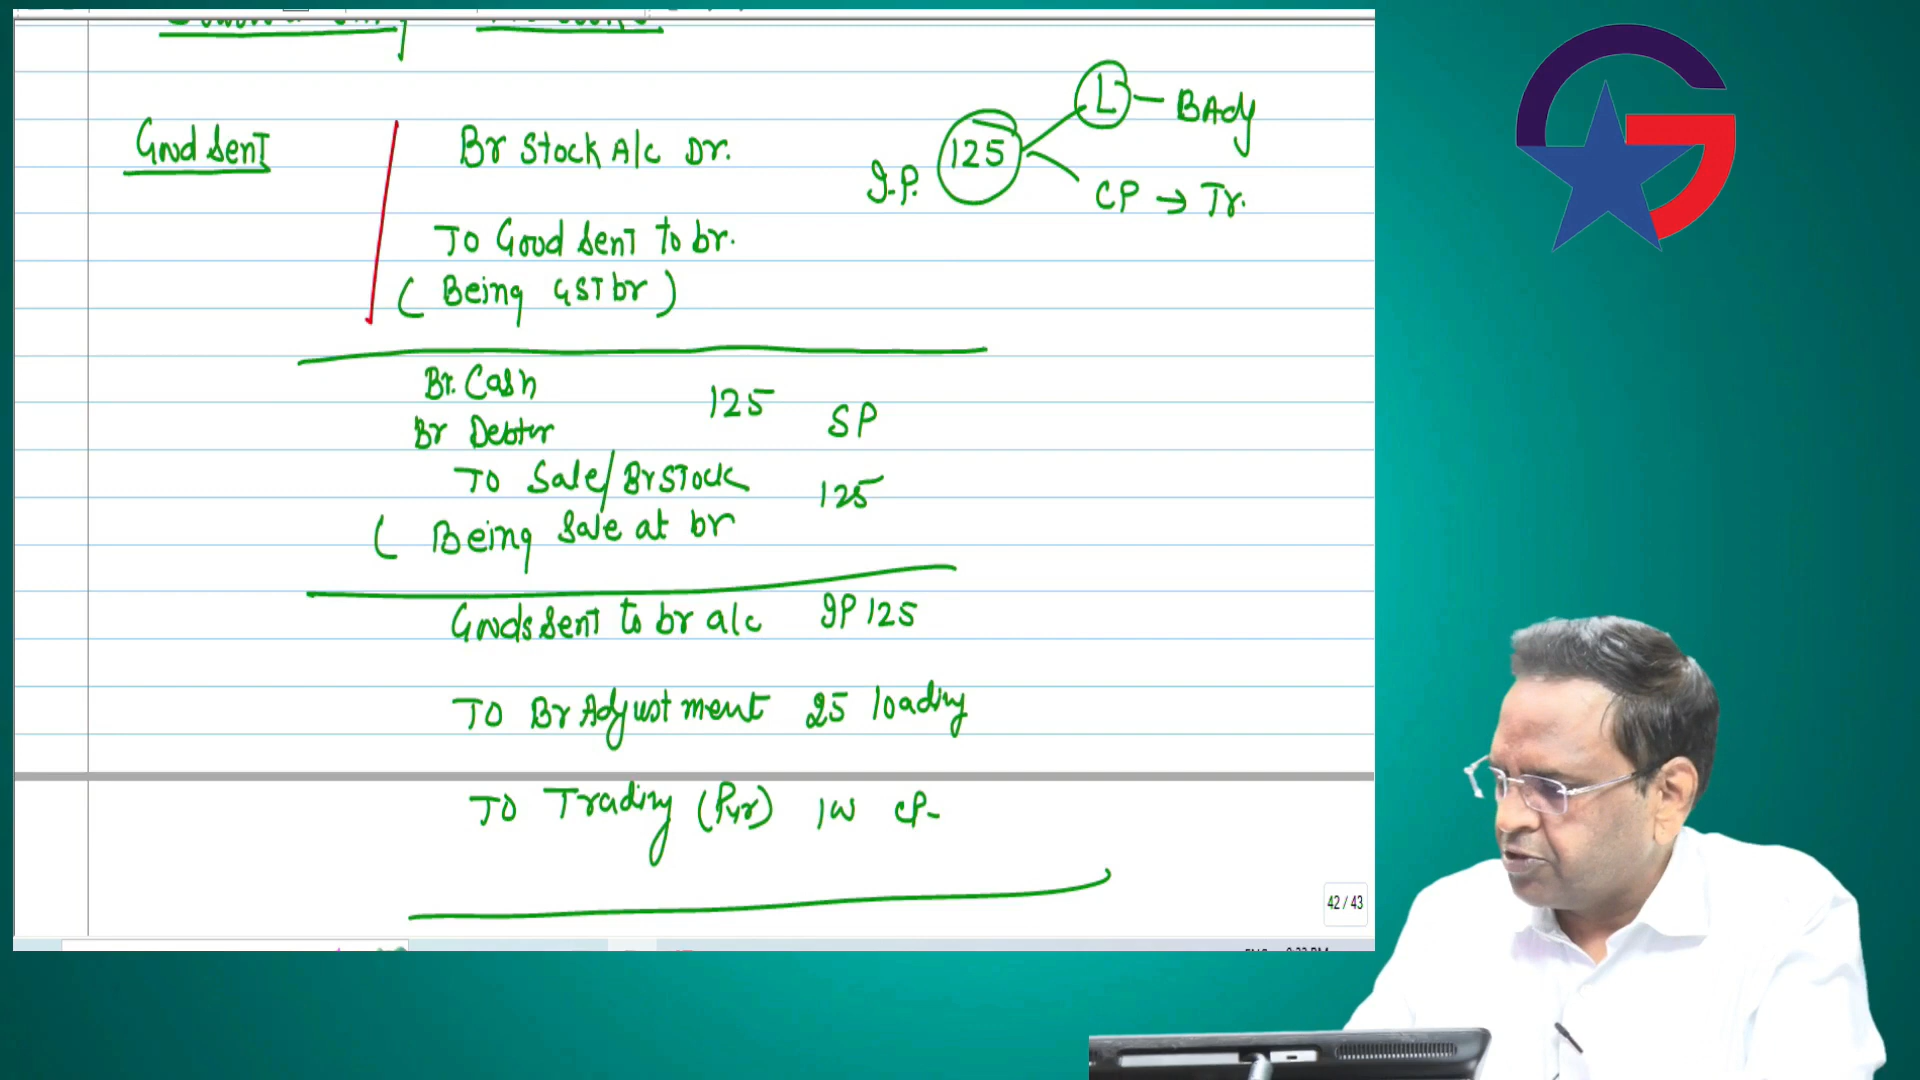 Good Sent
Br Stock A/c Dr.
To Good Sent to br.
( Being GST br )
I.P. 125
L - BAdj
CP → Tr.
Br. Cash 125 SP
Br Debtor
To Sale/Br Stock 125
( Being Sale at br
Goods Sent to br a/c IP 125
To Br Adjustment 25 loading
To Trading (Pur) 100 CP-
42 / 43